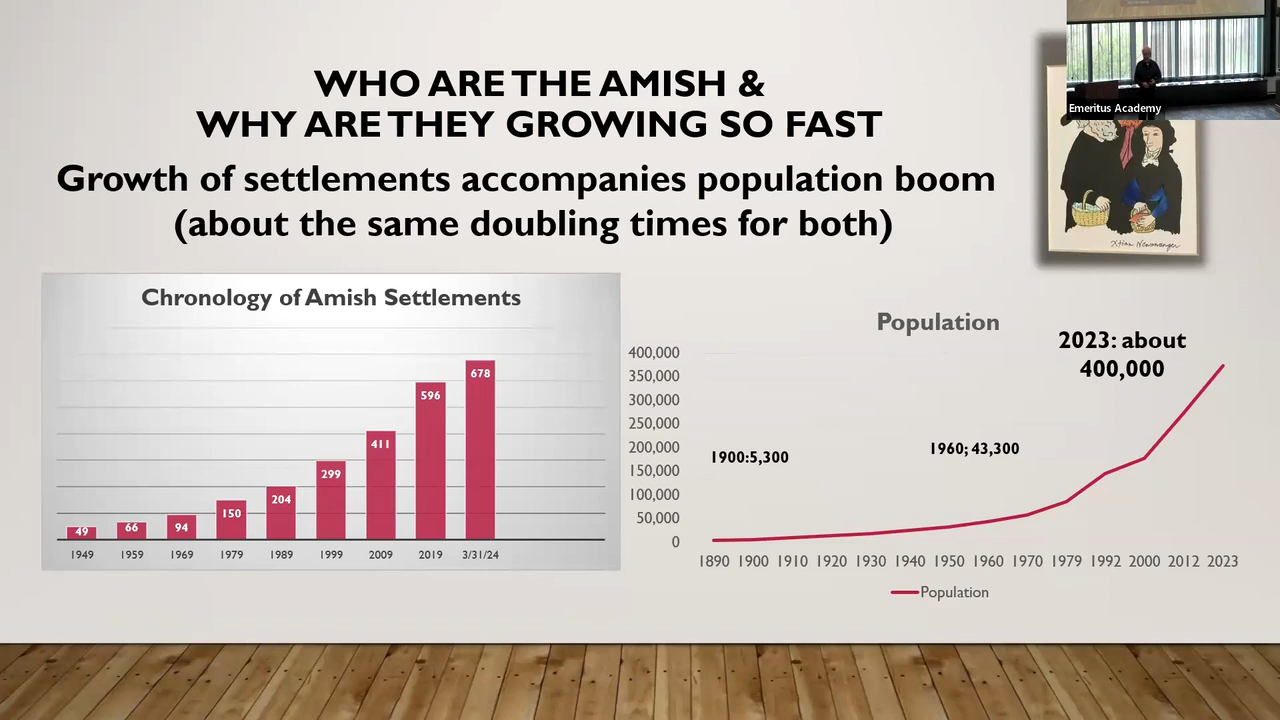 WHO ARE THE AMISH &
WHY ARE THEY GROWING SO FAST
Growth of settlements accompanies population boom
(about the same doubling times for both)
Emeritus Academy
Xtian Newswanger
Chronology of Amish Settlements
49
66
94
150
204
299
411
596
678
1949 1959 1969 1979 1989 1999 2009 2019 3/31/24
Population
2023: about
400,000
400,000
350,000
300,000
250,000
200,000
150,000
100,000
50,000
0
1900:5,300
1960; 43,300
1890 1900 1910 1920 1930 1940 1950 1960 1970 1979 1992 2000 2012 2023
Population